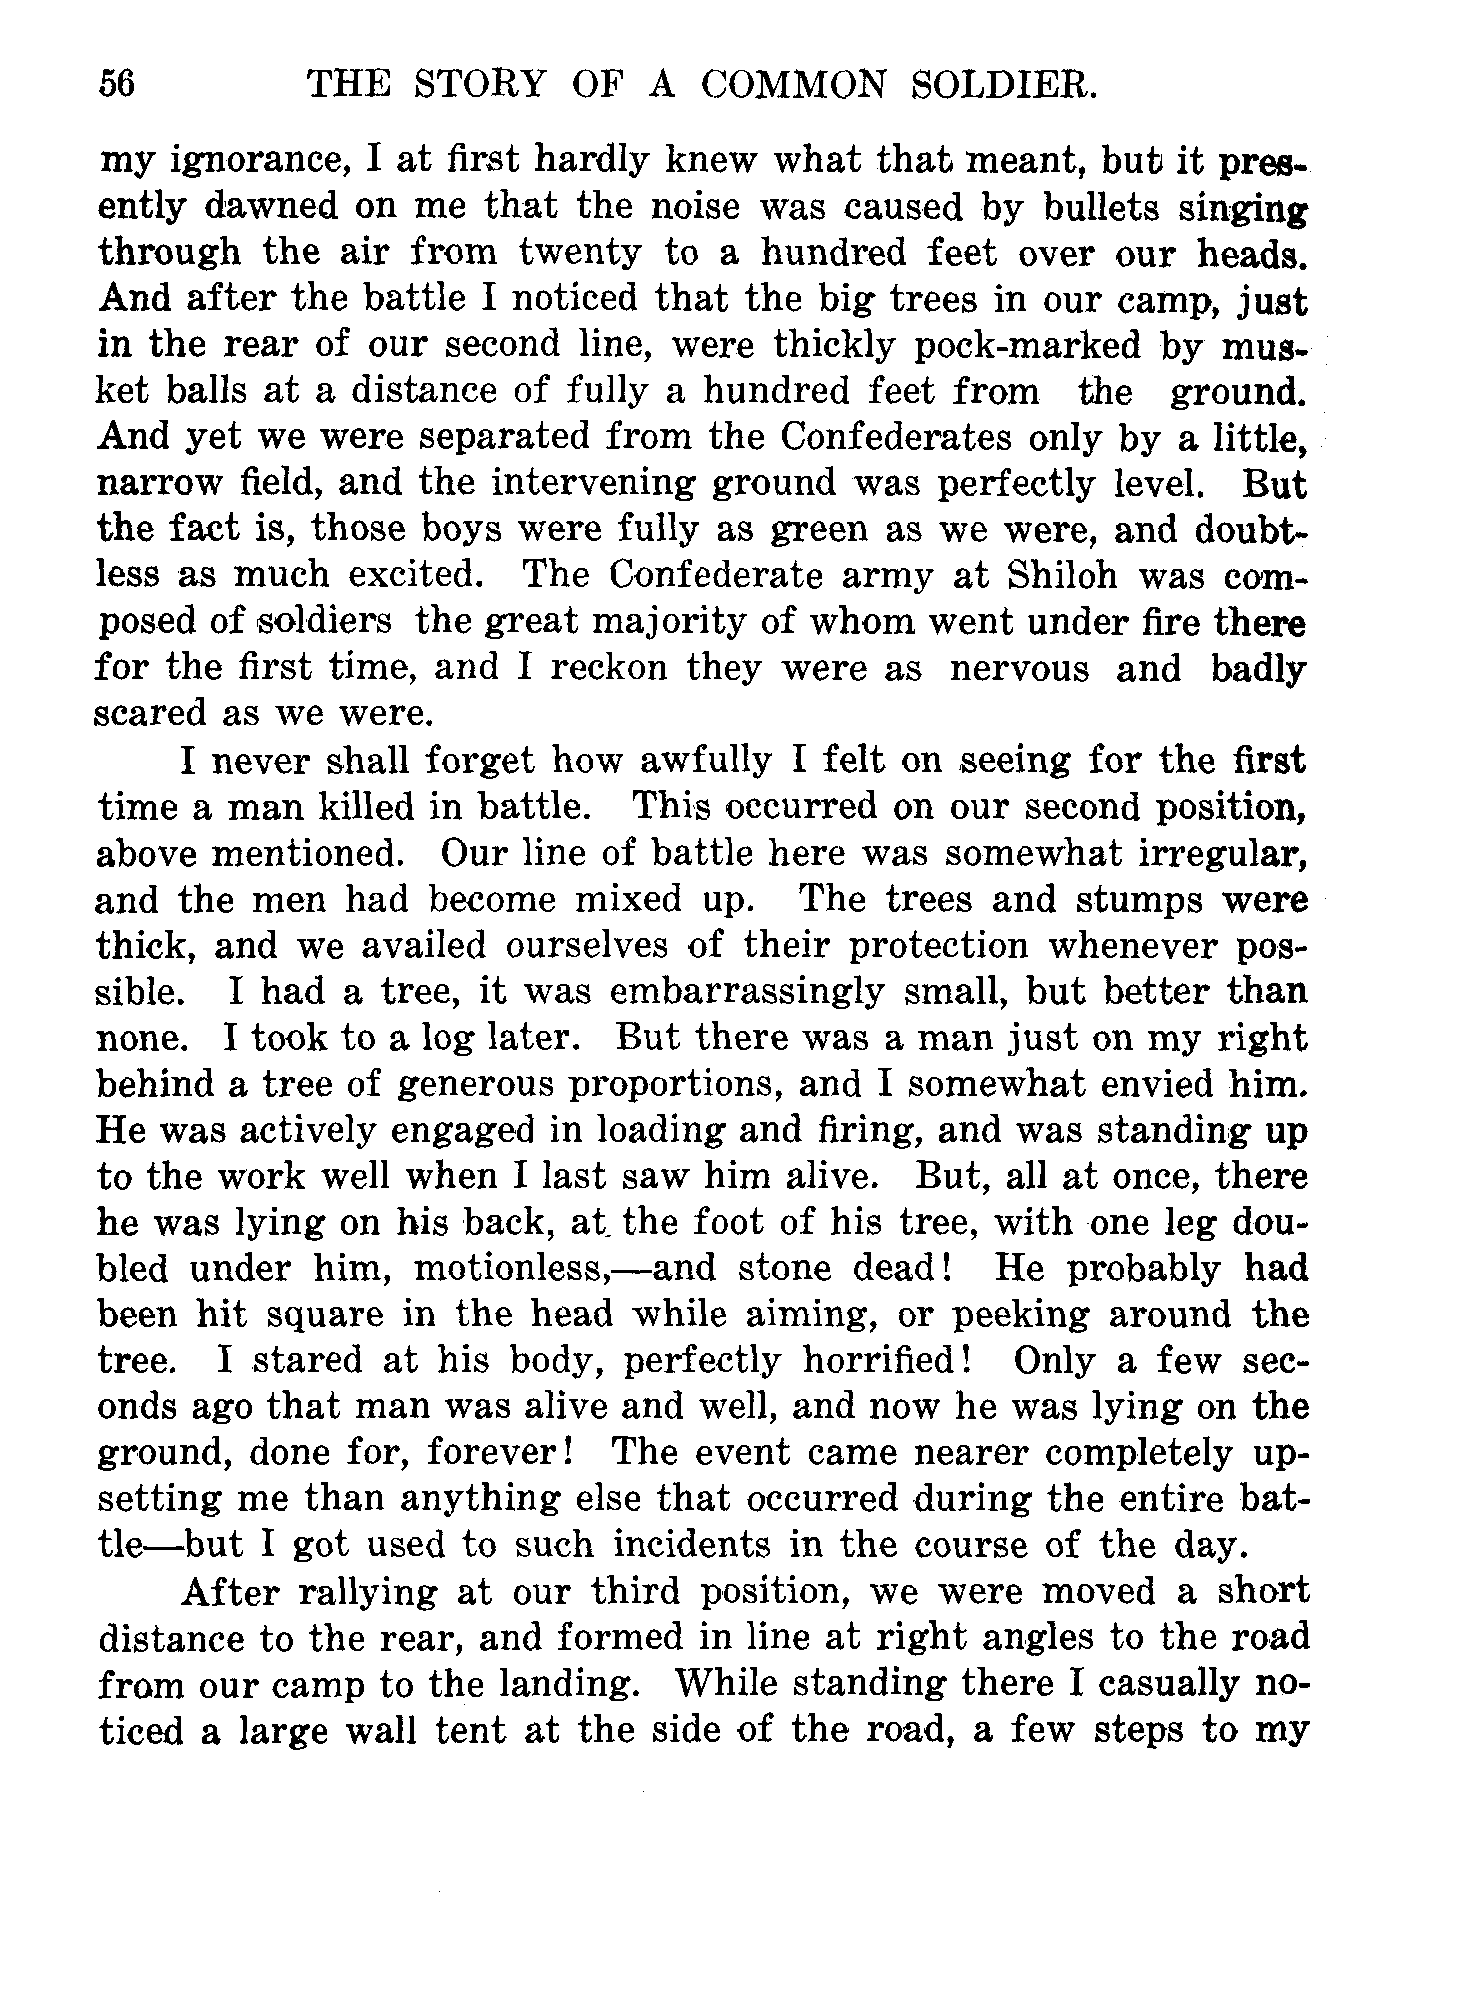 56 THE STORY OF A COMMON SOLDIER.
my ignorance, I at first hardly knew what that meant, but it pres-
ently dawned on me that the noise was caused by bullets singing
through the air from twenty to a hundred feet over our heads.
And after the battle I noticed that the big trees in our camp, just
in the rear of our second line, were thickly pock-marked by mus-
ket balls at a distance of fully a hundred feet from the ground.
And yet we were separated from the Confederates only by a little,
narrow field, and the intervening ground was perfectly level. But
the fact is, those boys were fully as green as we were, and doubt-
less as much excited. The Confederate army at Shiloh was com-
posed of soldiers the great majority of whom went under fire there
for the first time, and I reckon they were as nervous and badly
scared as we were.
I never shall forget how awfully I felt on seeing for the first
time a man killed in battle. This occurred on our second position,
above mentioned. Our line of battle here was somewhat irregular,
and the men had become mixed up. The trees and stumps were
thick, and we availed ourselves of their protection whenever pos-
sible. I had a tree, it was embarrassingly small, but better than
none. I took to a log later. But there was a man just on my right
behind a tree of generous proportions, and I somewhat envied him.
He was actively engaged in loading and firing, and was standing up
to the work well when I last saw him alive. But, all at once, there
he was lying on his back, at the foot of his tree, with one leg dou-
bled under him, motionless,—and stone dead! He probably had
been hit square in the head while aiming, or peeking around the
tree. I stared at his body, perfectly horrified! Only a few sec-
onds ago that man was alive and well, and now he was lying on the
ground, done for, forever! The event came nearer completely up-
setting me than anything else that occurred during the entire bat-
tle—but I got used to such incidents in the course of the day.
After rallying at our third position, we were moved a short
distance to the rear, and formed in line at right angles to the road
from our camp to the landing. While standing there I casually no-
ticed a large wall tent at the side of the road, a few steps to my